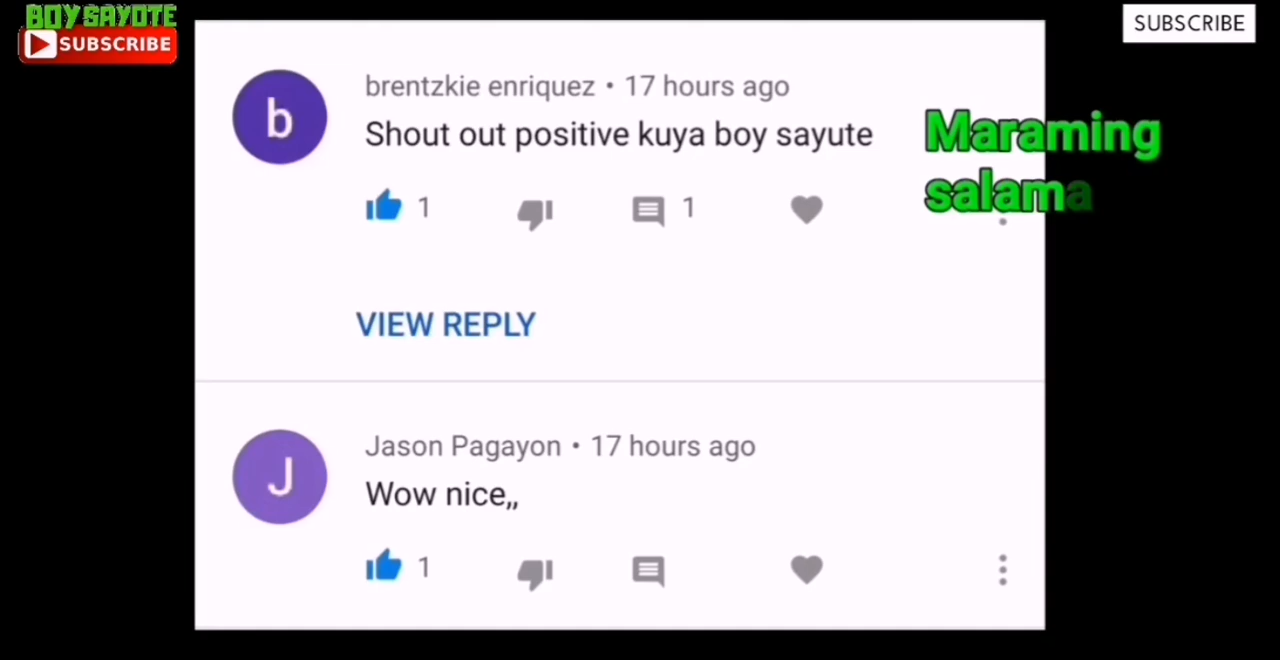 BOY SAYOTE
SUBSCRIBE
SUBSCRIBE
b
brentzkie enriquez • 17 hours ago
Shout out positive kuya boy sayute
Maraming
salama
1
1
VIEW REPLY
J
Jason Pagayon • 17 hours ago
Wow nice,,
1